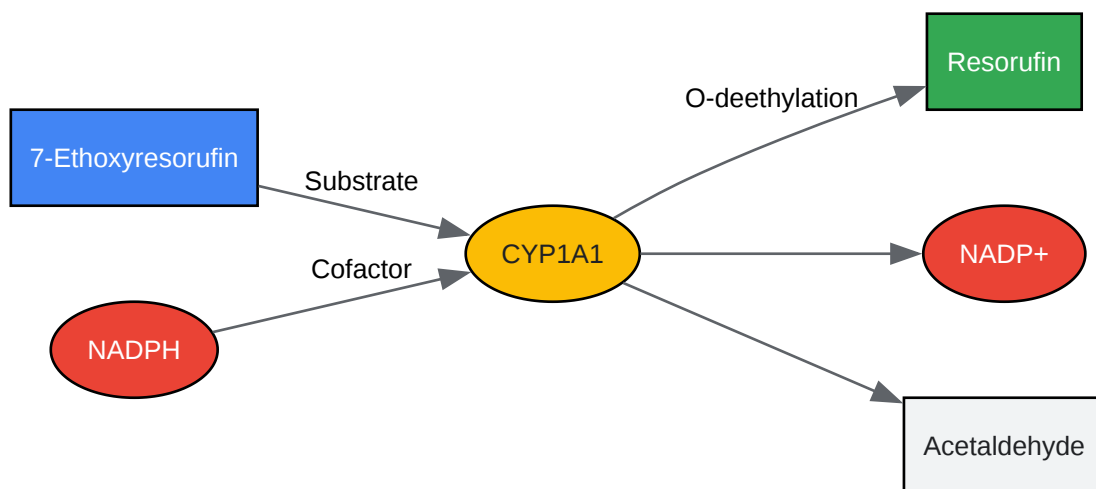 Resorufin
O-deethylation
7-Ethoxyresorufin
Substrate
CYP1A1
NADP+
Cofactor
NADPH
Acetaldehyde